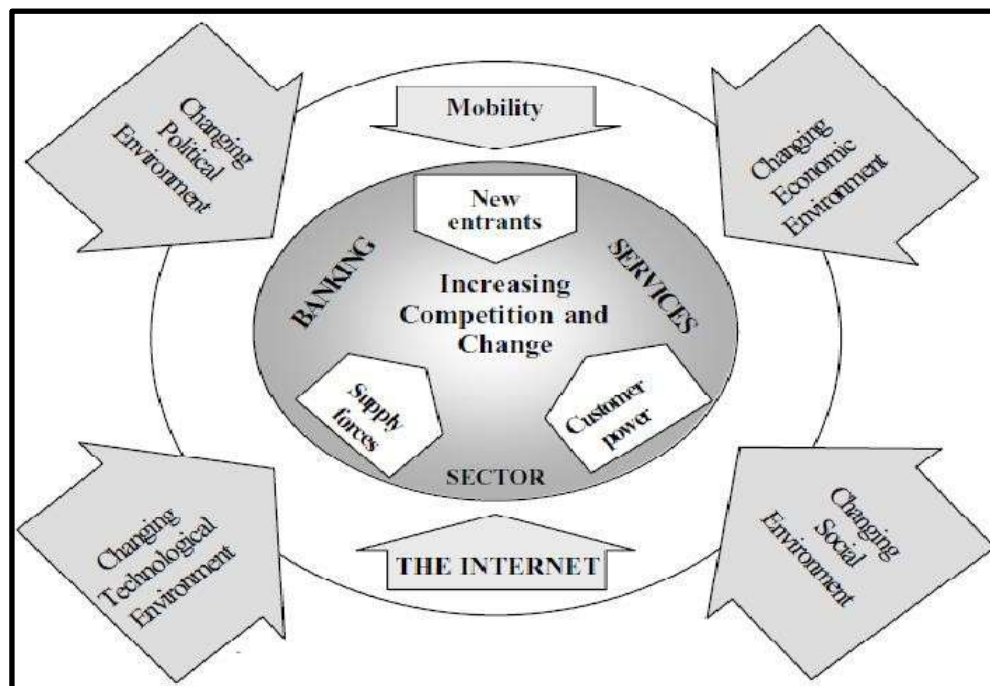 Changing
Political
Environment
Mobility
Changing
Economic
Environment
New
entrants
BANKING
SERVICES
Increasing
Competition and
Change
Supply
forces
Customer
power
SECTOR
Changing
Technological
Environment
THE INTERNET
Changing
Social
Environment